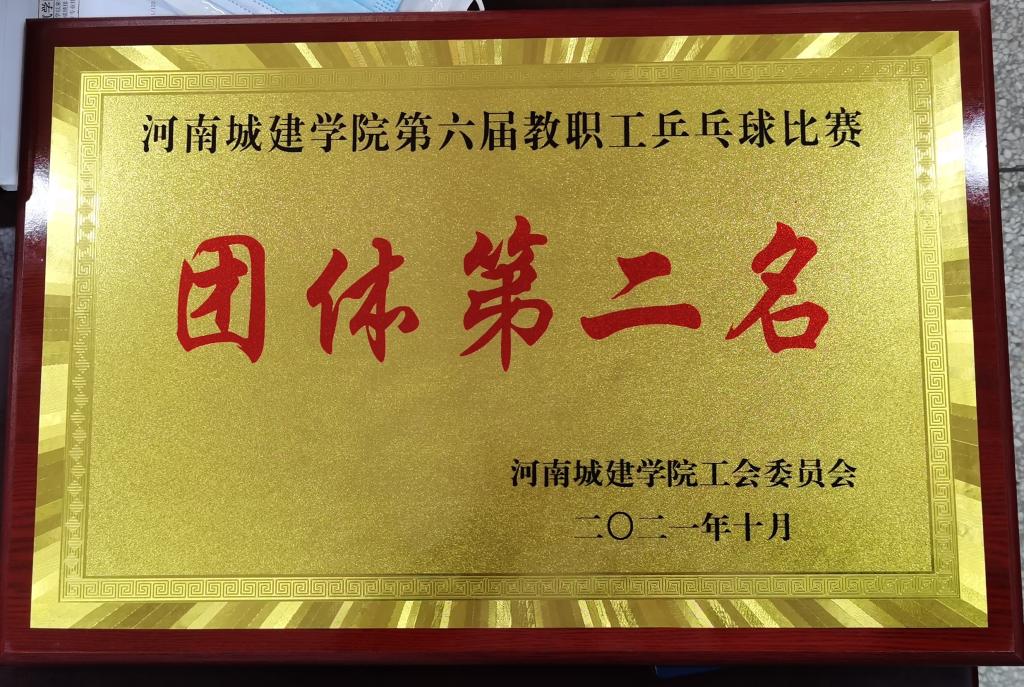 河南城建学院第六届教职工乒乓球比赛
团体第二名
河南城建学院工会委员会
二〇二一年十月